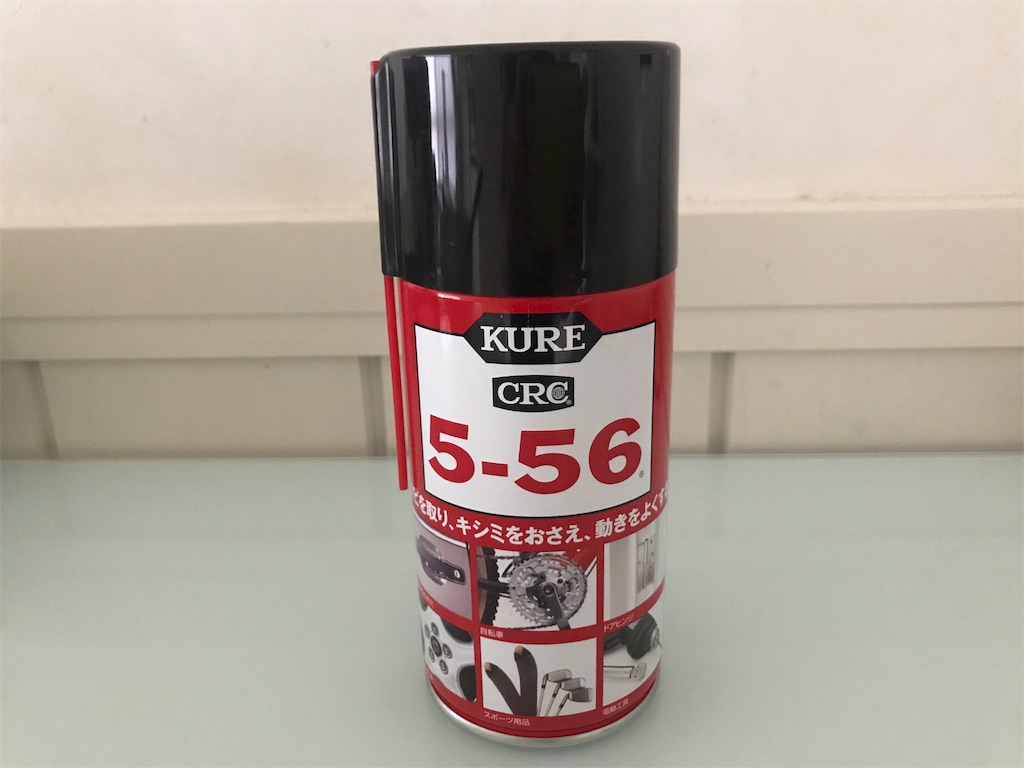 KURE
CRC®
5-56®
を取り、キシミをおさえ、動きをよくす
自転車
ドアヒンジ
スポーツ用品
電動工具